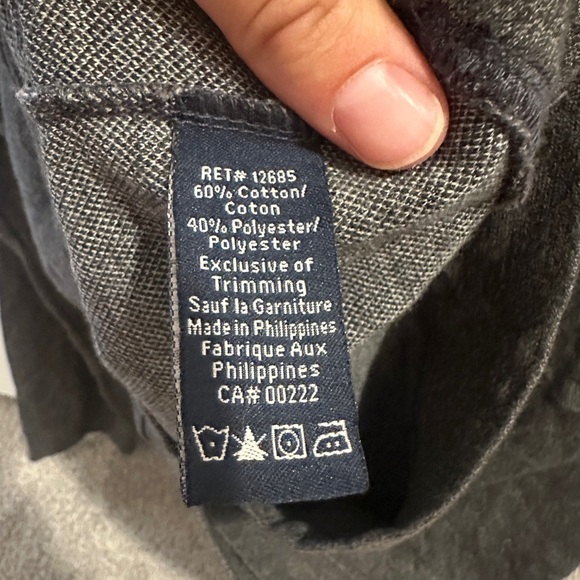 RET# 12685
60% Cotton/
Coton
40% Polyester/
Polyester
Exclusive of
Trimming
Sauf la Garniture
Made in Philippines
Fabrique Aux
Philippines
CA# 00222